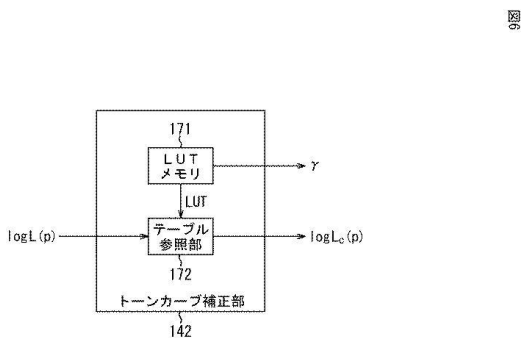 図6
171
LUT
メモリ
γ
LUT
logL(p)
テーブル
参照部
logLc(p)
172
トーンカーブ補正部
142